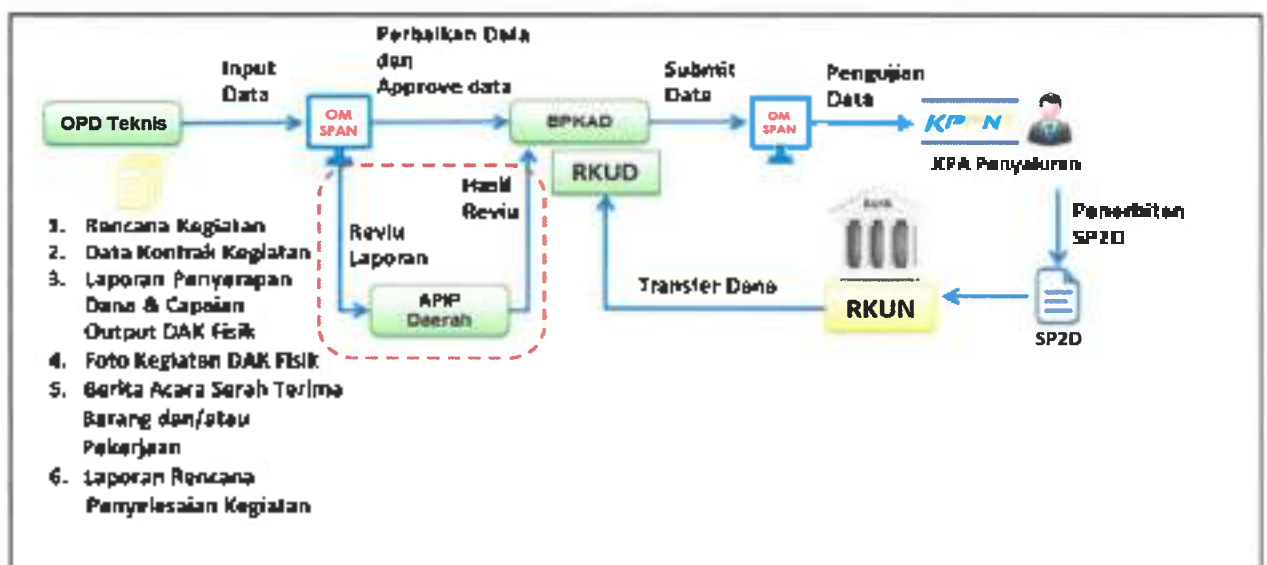 Input
Data
Perbaikan Data
dan
Approve data
Submit
Data
Pengujian
Data
OPD Teknis
OM
SPAN
BPKAD
OM
SPAN
KPPN
KPA Penyaluran
RKUD
Hasil
Reviu
Reviu
Laporan
APIP
Daerah
BANK
Penerbitan
SP2D
Transfer Dana
RKUN
SP2D
1. Rencana Kegiatan
2. Data Kontrak Kegiatan
3. Laporan Penyerapan
Dana & Capaian
Output DAK Fisik
4. Foto Kegiatan DAK Fisik
5. Berita Acara Serah Terima
Barang dan/atau
Pekerjaan
6. Laporan Rencana
Penyelesaian Kegiatan